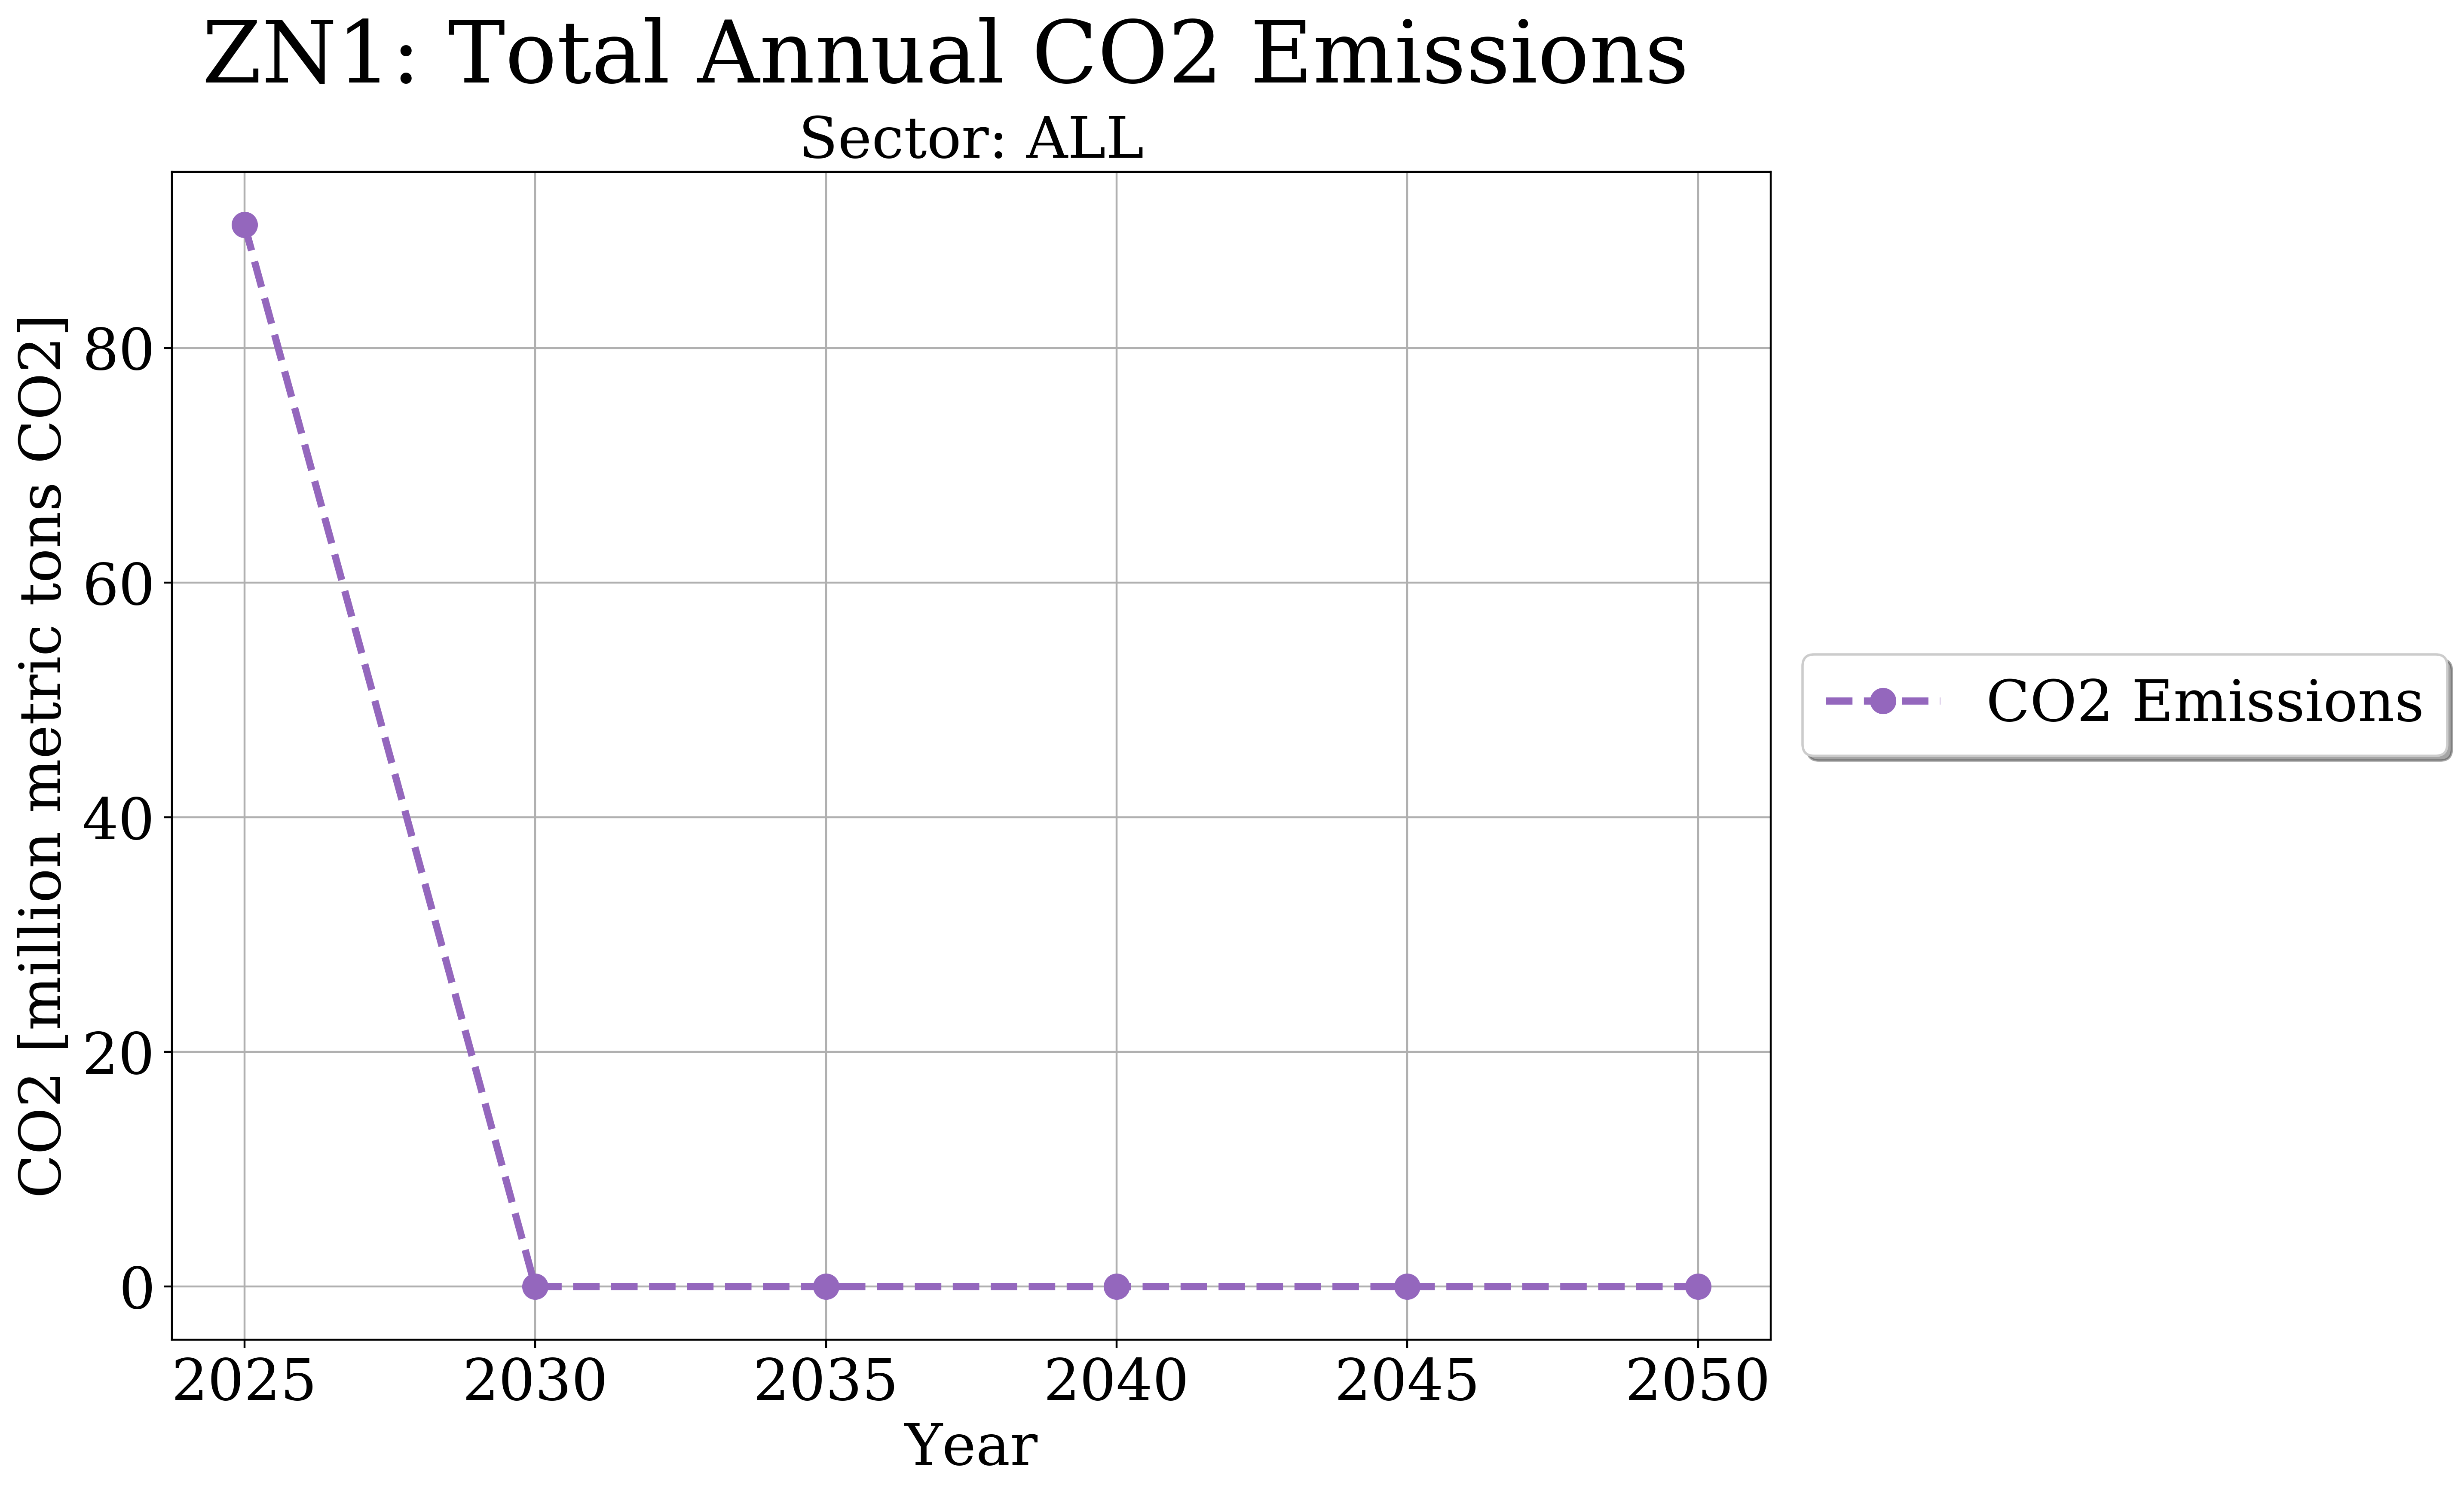 ZN1: Total Annual CO2 Emissions
Sector: ALL
CO2 [million metric tons CO2]
80
60
40
20
0
2025 2030 2035 2040 2045 2050
Year
CO2 Emissions